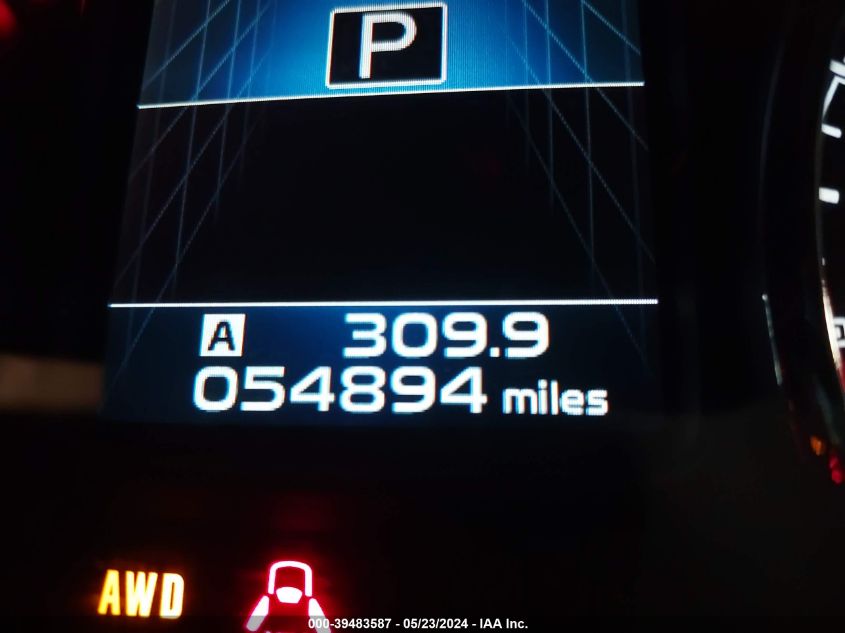 P
A 309.9
054894 miles
AWD
000-39483587 - 05/23/2024 - IAA Inc.